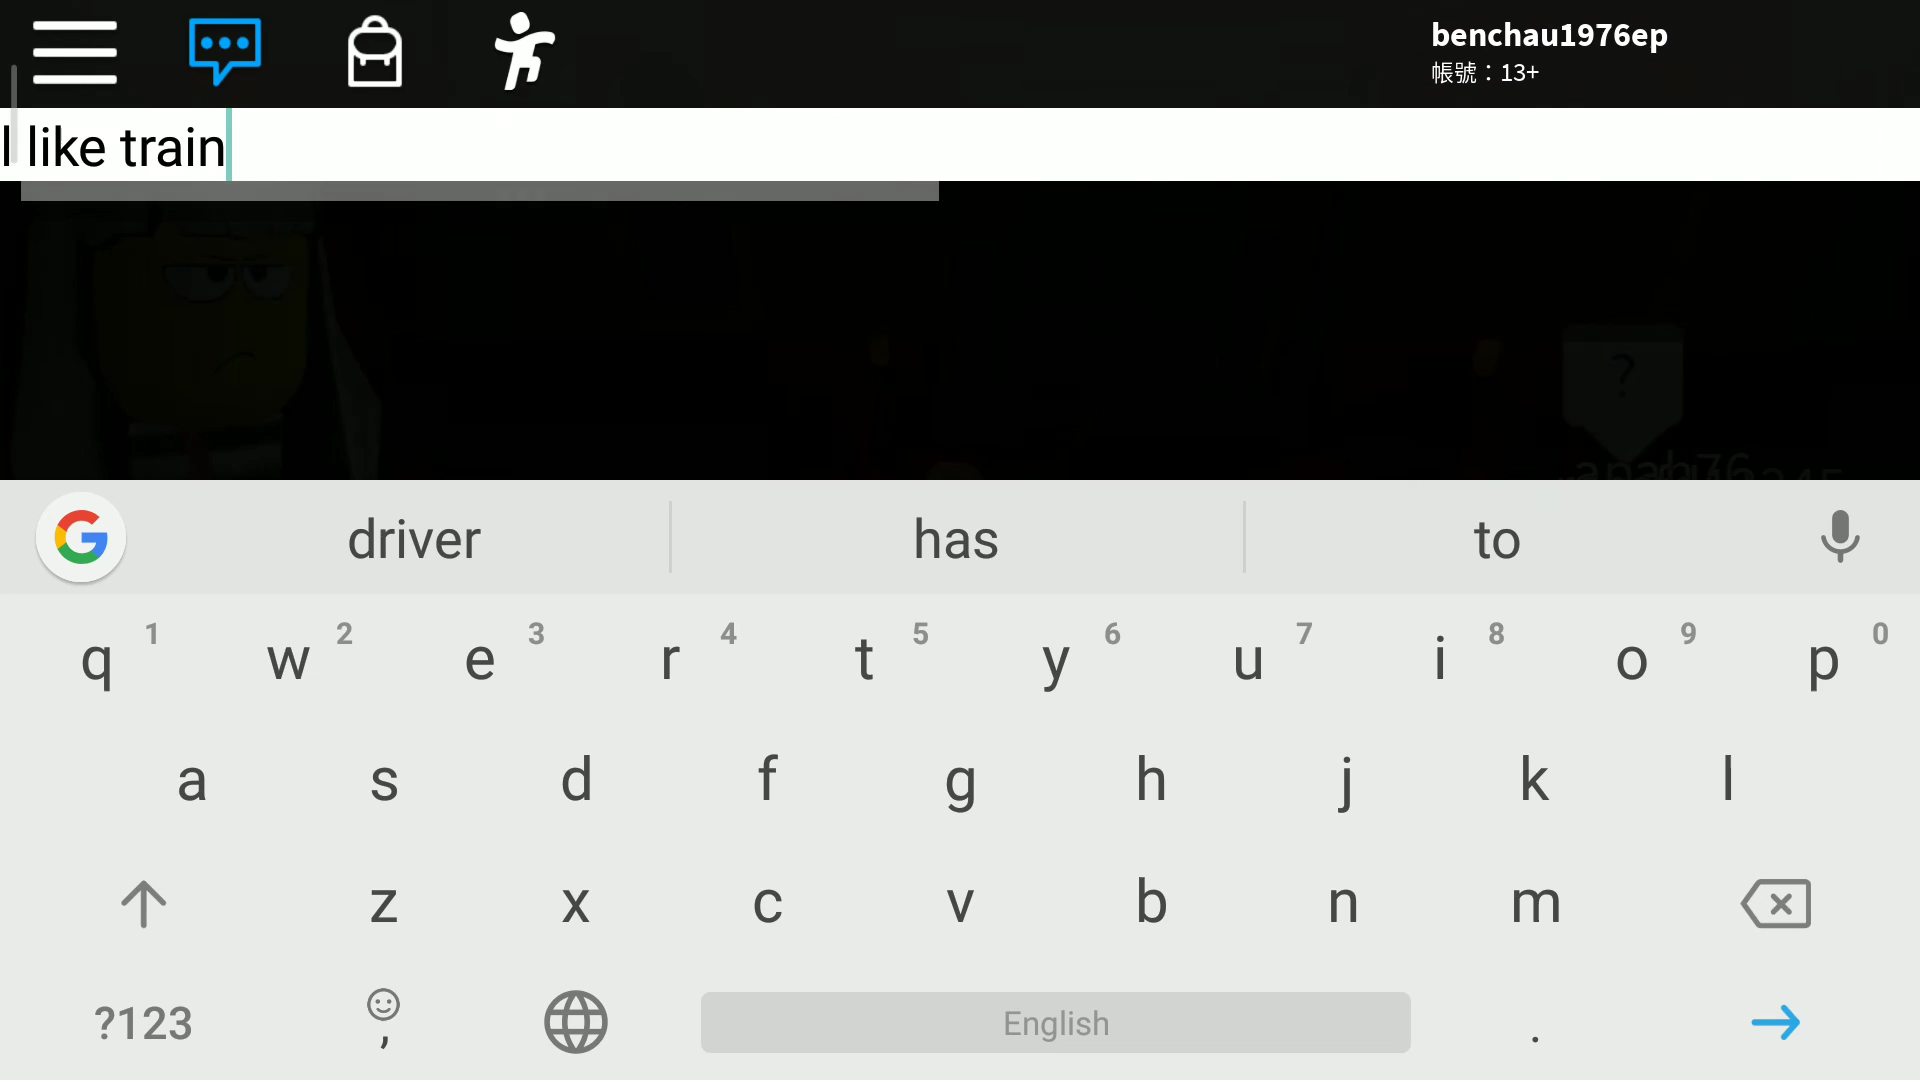 benchau1976ep
帳號：13+
I like train
?
driver has to
q 1 w 2 e 3 r 4 t 5 y 6 u 7 i 8 o 9 p 0
a s d f g h j k l
z x c v b n m
?123 , English .